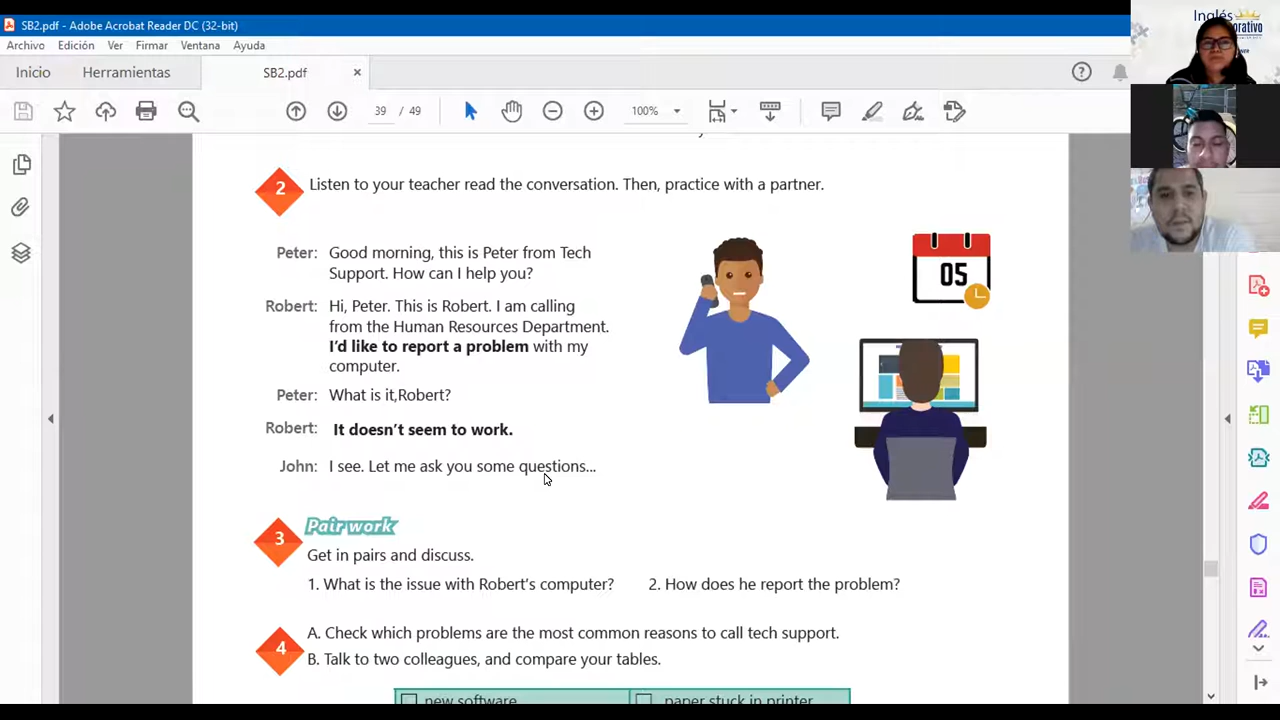 SB2.pdf - Adobe Acrobat Reader DC (32-bit)
Archivo Edición Ver Firmar Ventana Ayuda
Inicio Herramientas SB2.pdf ×
39 / 49 100%
2 Listen to your teacher read the conversation. Then, practice with a partner.
Peter: Good morning, this is Peter from Tech
Support. How can I help you?
Robert: Hi, Peter. This is Robert. I am calling
from the Human Resources Department.
I'd like to report a problem with my
computer.
Peter: What is it,Robert?
Robert: It doesn't seem to work.
John: I see. Let me ask you some questions...
05
3 Pair work
Get in pairs and discuss.
1. What is the issue with Robert's computer? 2. How does he report the problem?
4 A. Check which problems are the most common reasons to call tech support.
B. Talk to two colleagues, and compare your tables.
new software paper stuck in printer
Inglés